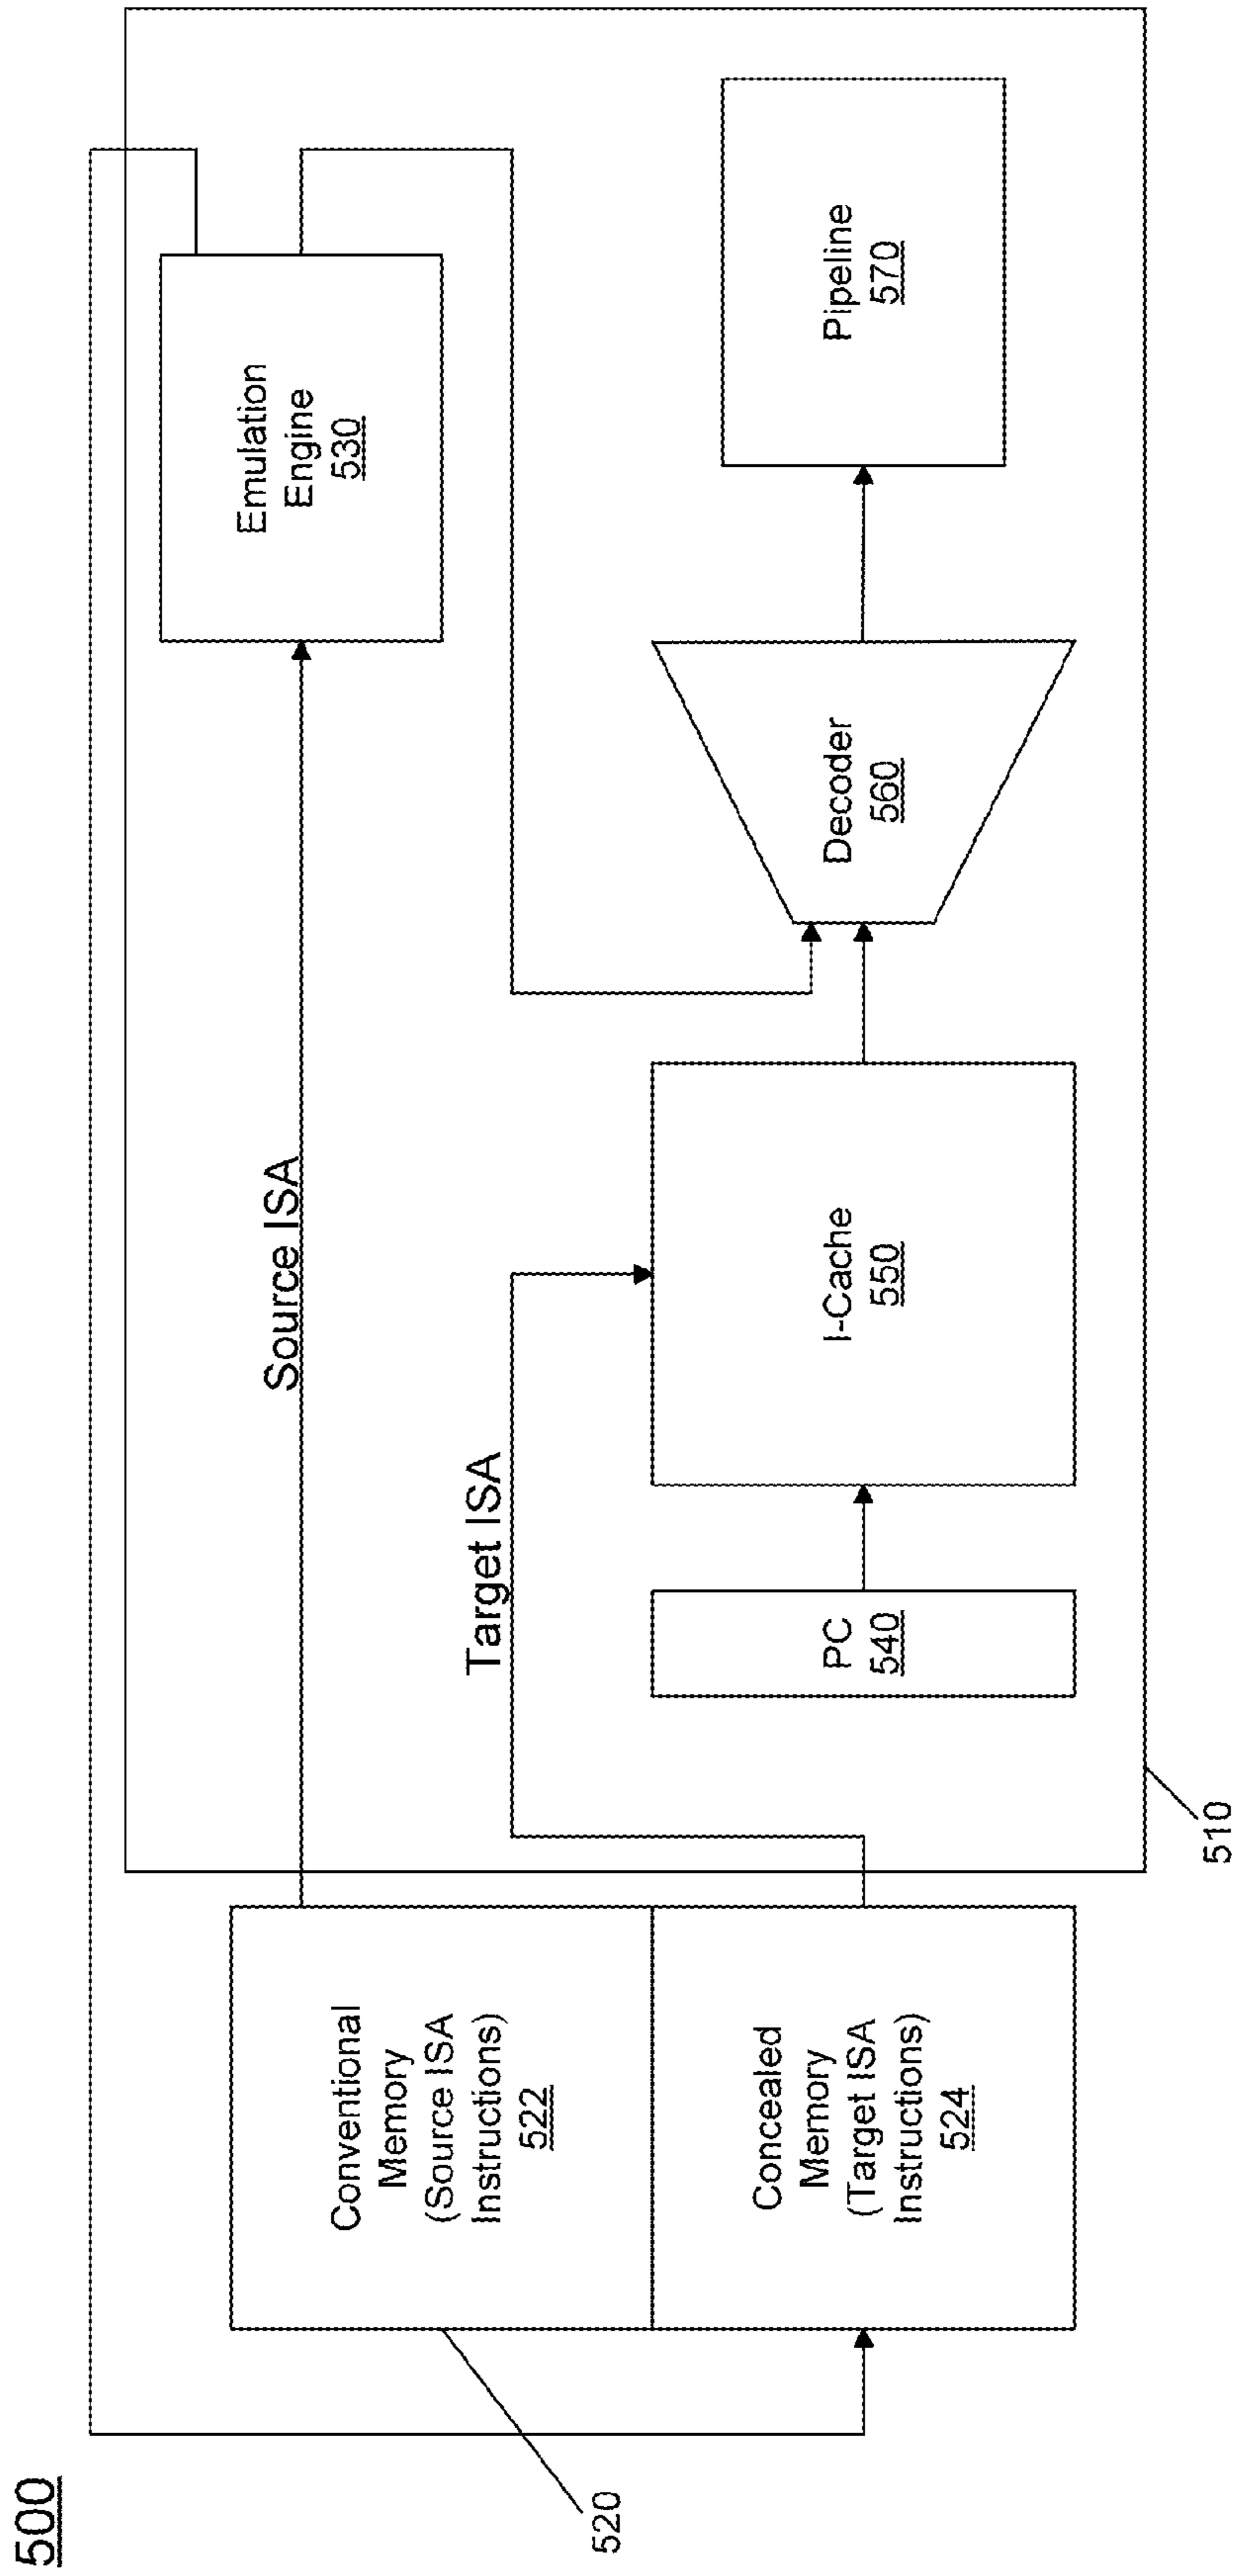 500
Source ISA
Emulation
Engine
530
Target ISA
Conventional
Memory
(Source ISA
Instructions)
522
Concealed
Memory
(Target ISA
Instructions)
524
PC
540
I-Cache
550
Decoder
560
Pipeline
570
520
510